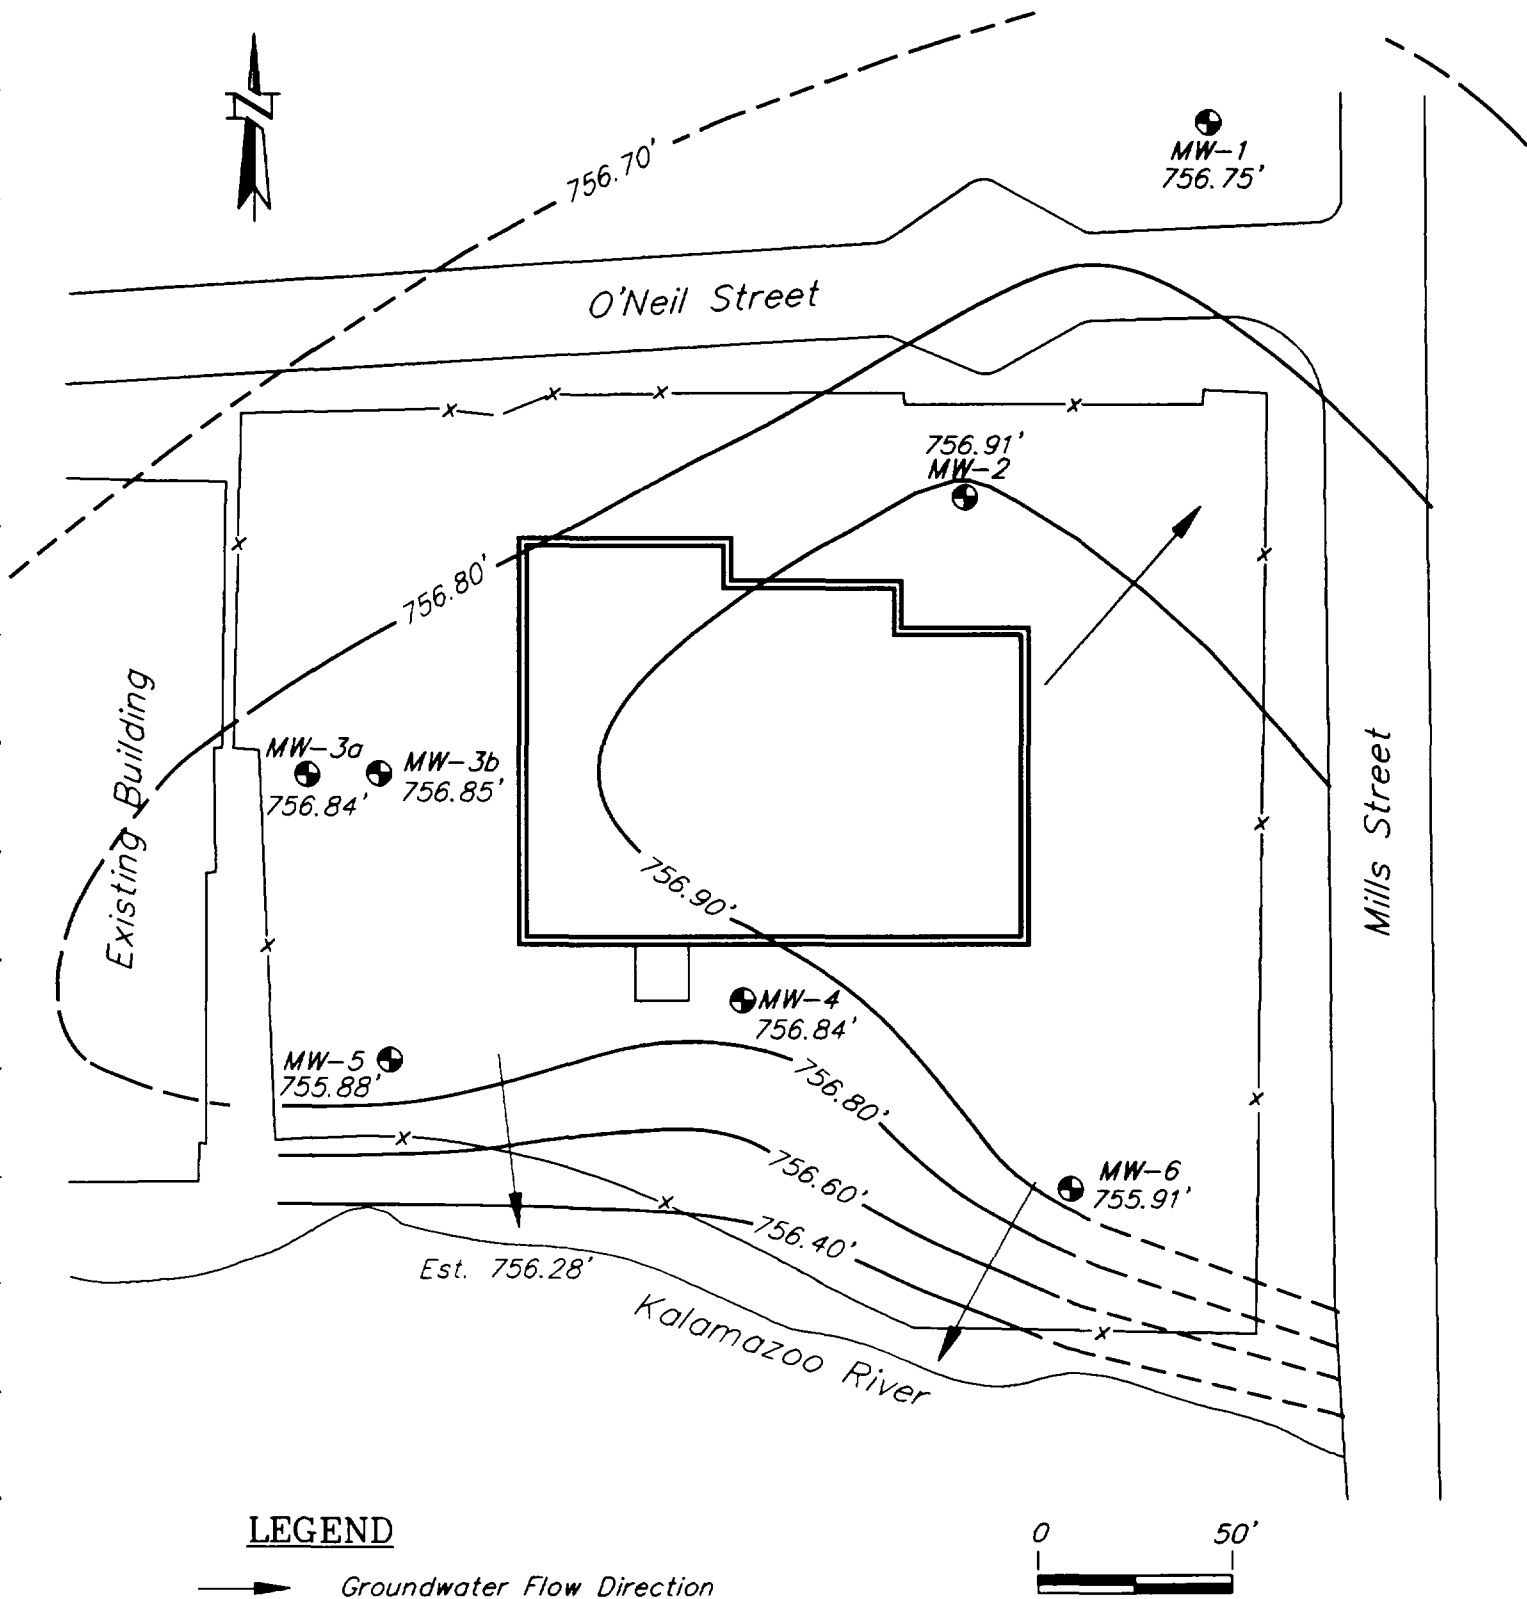 N
756.70'
MW-1
756.75'
O'Neil Street
756.91'
MW-2
756.80'
MW-3a
756.84'
MW-3b
756.85'
Existing Building
Mills Street
756.90'
MW-4
756.84'
MW-5
755.88'
756.80'
MW-6
755.91'
756.60'
756.40'
Est. 756.28'
Kalamazoo River
LEGEND
Groundwater Flow Direction
0 50'